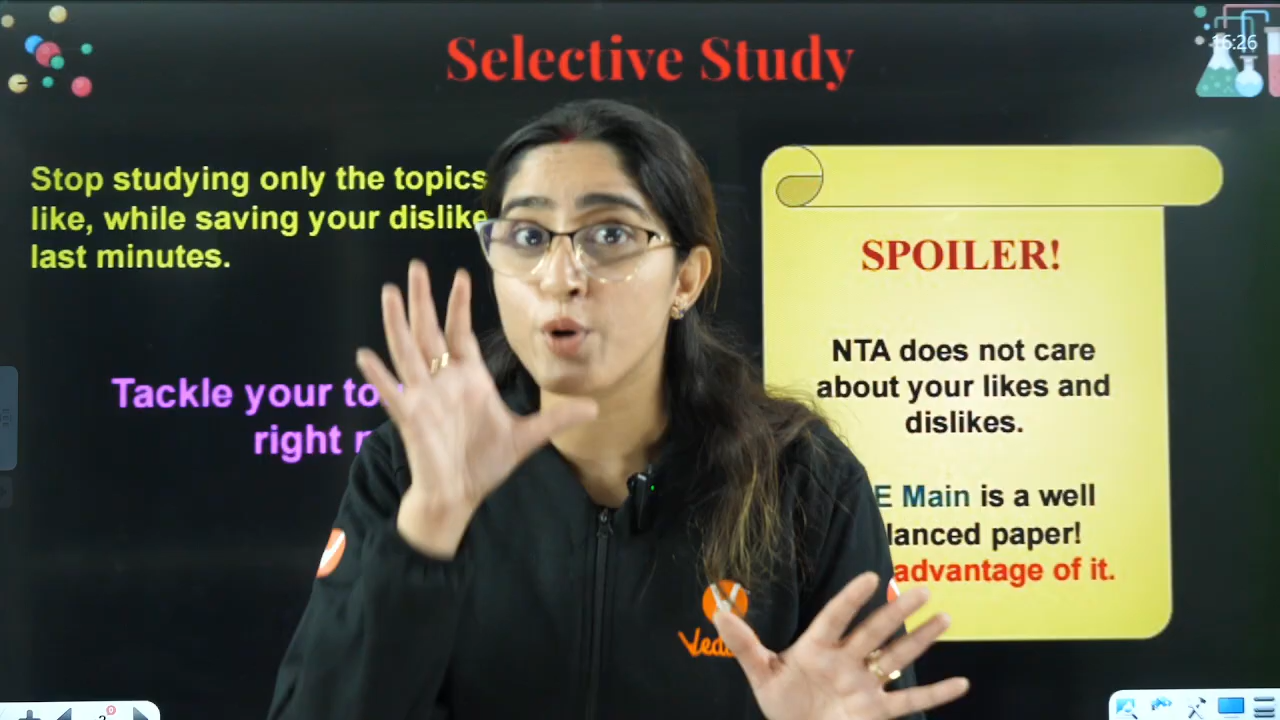 16:26
Selective Study
Stop studying only the topics
like, while saving your dislike
last minutes.
Tackle your to
right
SPOILER!
NTA does not care
about your likes and
dislikes.
E Main is a well
lanced paper!
advantage of it.
Veda
2